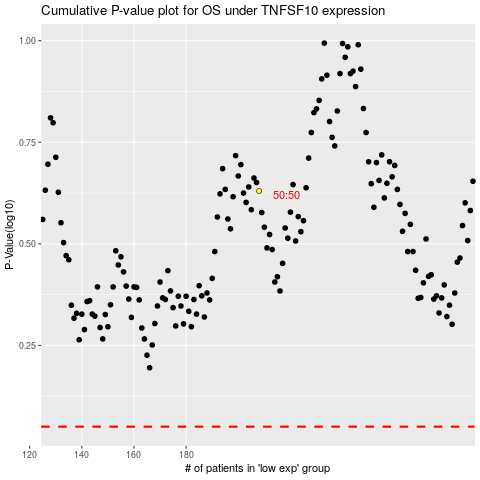 Cumulative P-value plot for OS under TNFSF10 expression
1.00
0.75
0.50
0.25
P-Value(log10)
50:50
120 140 160 180
# of patients in 'low exp' group